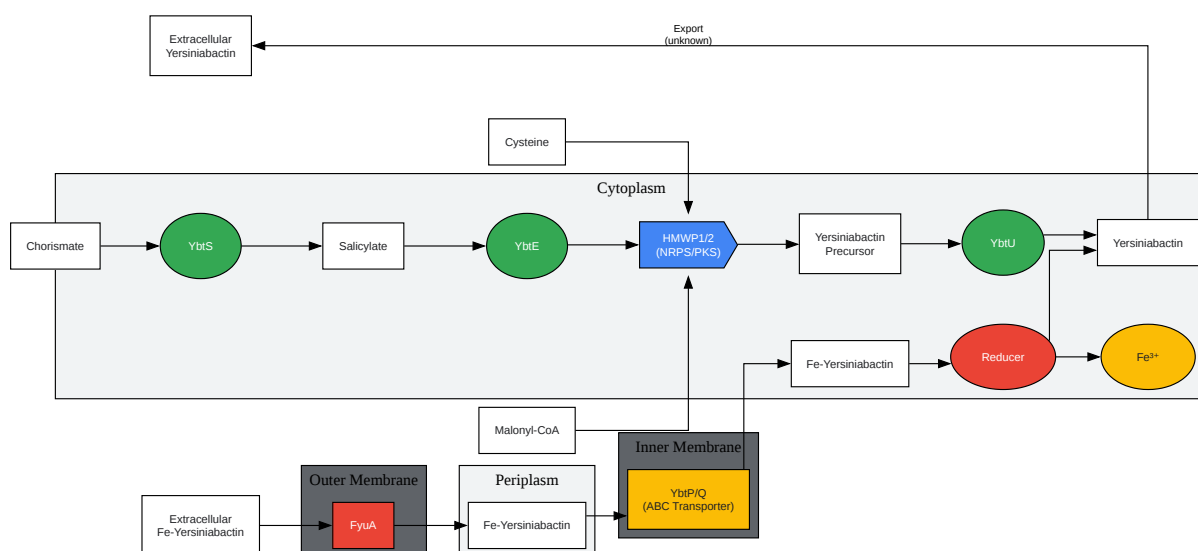 Extracellular
Yersiniabactin
Export
(unknown)
Cysteine
Cytoplasm
Chorismate
YbtS
Salicylate
YbtE
HMWP1/2
(NRPS/PKS)
Yersiniabactin
Precursor
YbtU
Yersiniabactin
Fe-Yersiniabactin
Reducer
Fe³⁺
Malonyl-CoA
Inner Membrane
Outer Membrane
Periplasm
YbtP/Q
(ABC Transporter)
Extracellular
Fe-Yersiniabactin
FyuA
Fe-Yersiniabactin